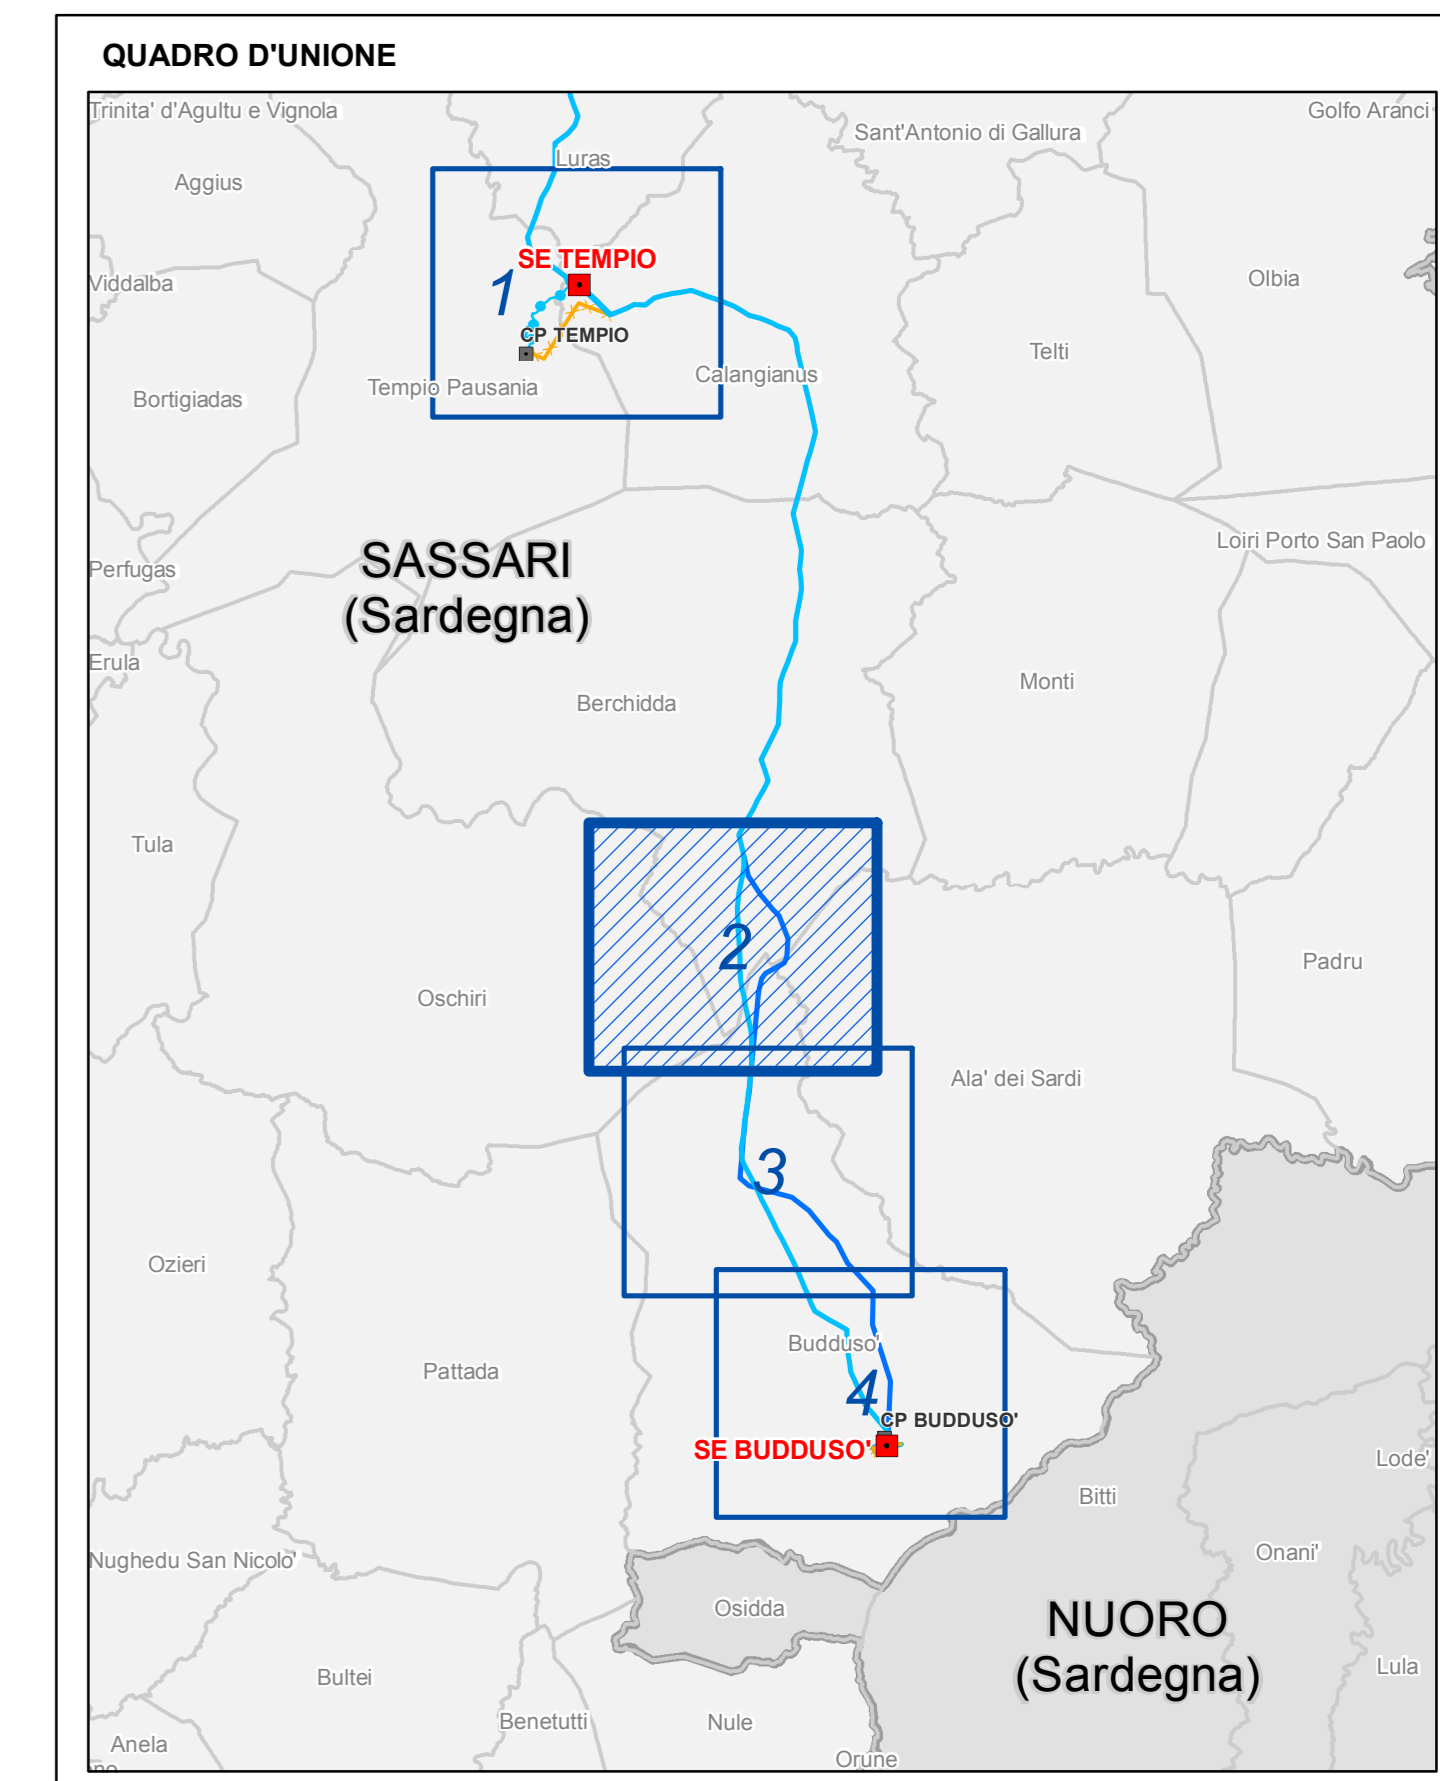 QUADRO D'UNIONE
Trinita' d'Agultu e Vignola
Golfo Aranci
Sant'Antonio di Gallura
Luras
Aggius
SE TEMPIO
Viddalba
1
Olbia
CP TEMPIO
Telti
Calangianus
Tempio Pausania
Bortigiadas
SASSARI
(Sardegna)
Loiri Porto San Paolo
Perfugas
Erula
Monti
Berchidda
Tula
2
Padru
Oschiri
Ala' dei Sardi
3
Ozieri
Budduso'
Pattada
4
CP BUDDUSO'
SE BUDDUSO'
Lode'
Bitti
Onani'
Nughedu San Nicolo'
Osidda
NUORO
(Sardegna)
Lula
Bultei
Benetutti
Nule
Anela
Orune